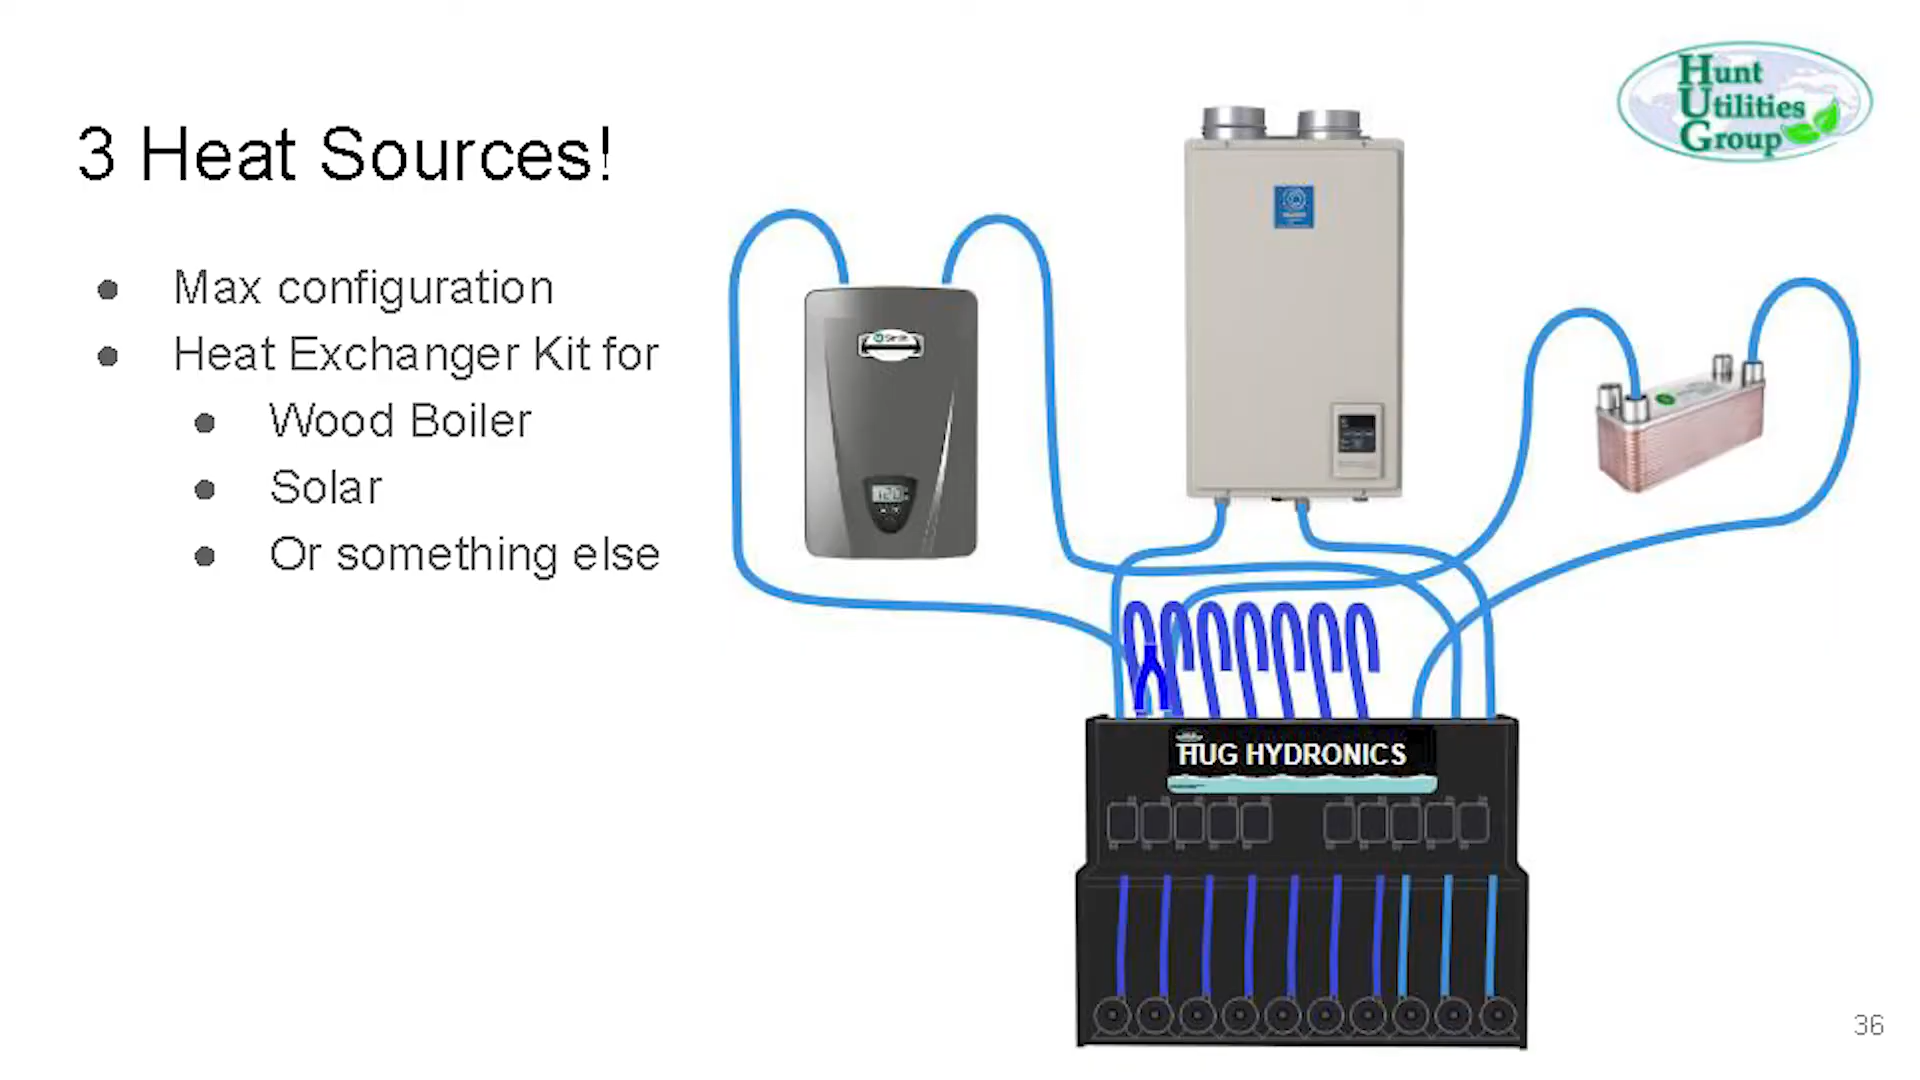 3 Heat Sources!
Max configuration
Heat Exchanger Kit for
Wood Boiler
Solar
Or something else
Hunt
Utilities
Group
HUG HYDRONICS
36